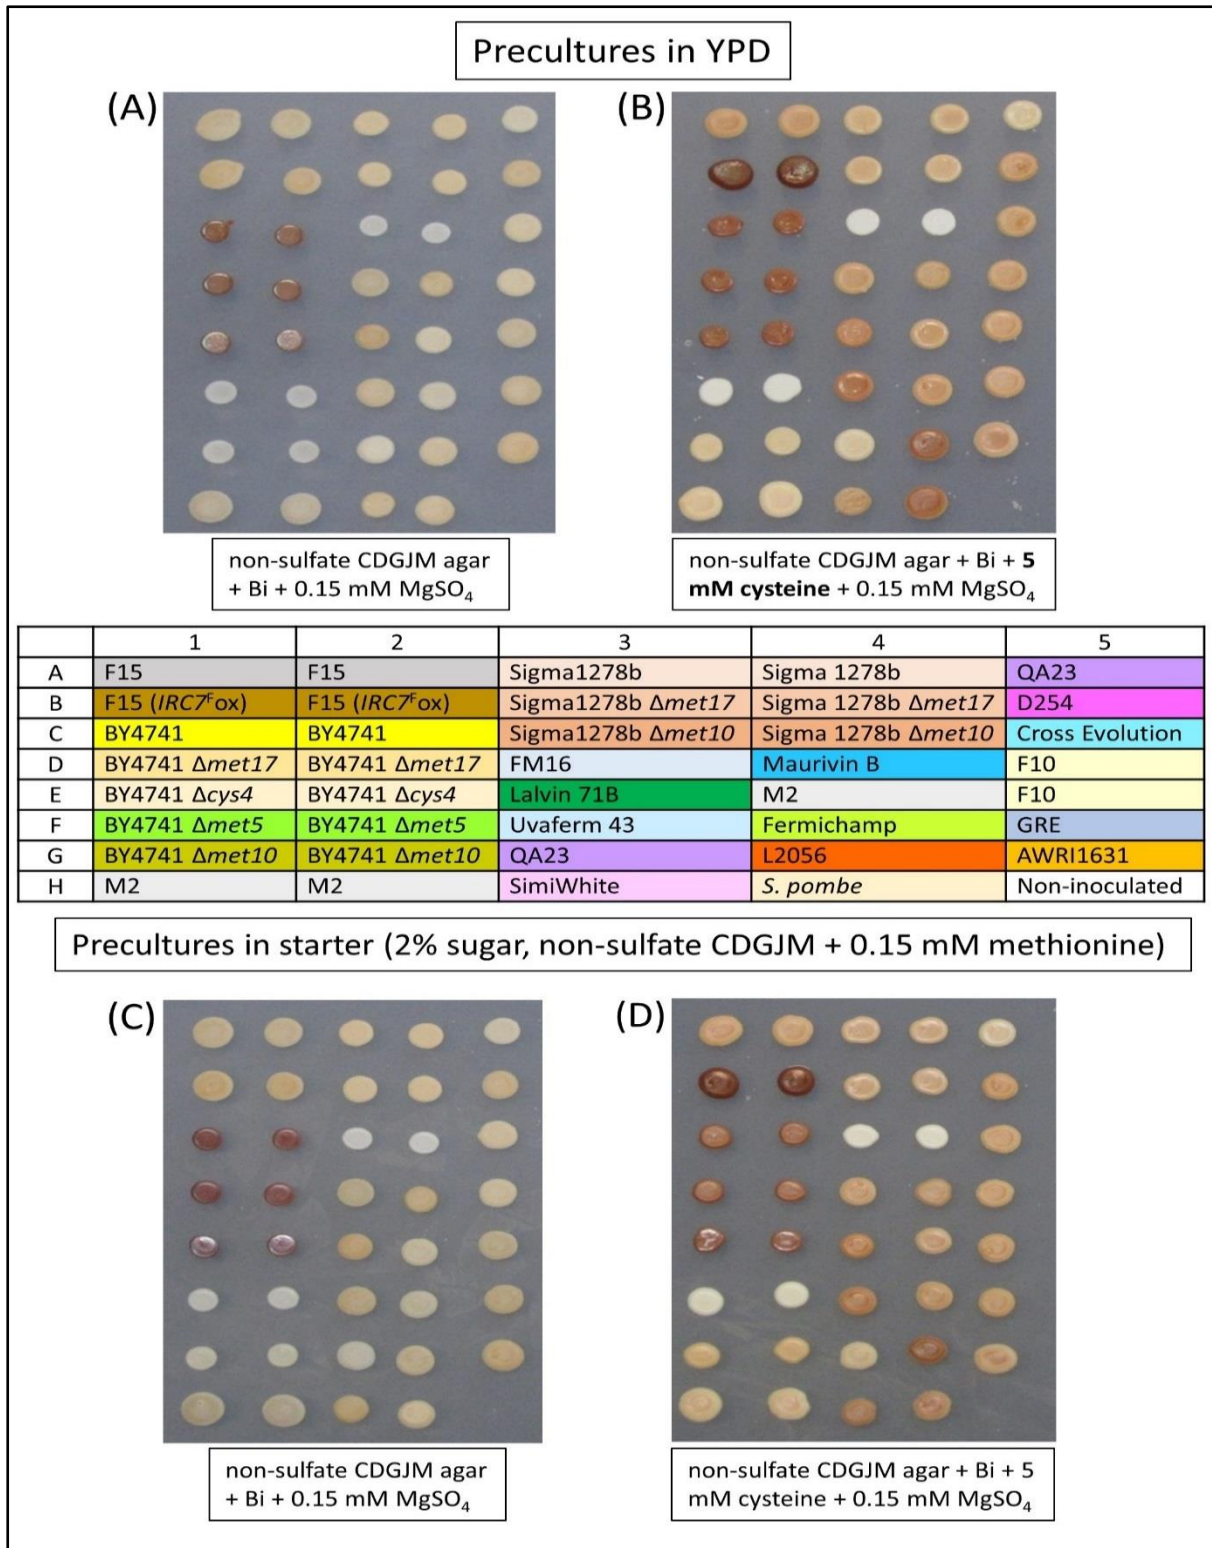 Precultures in YPD
(A)
(B)
non-sulfate CDGJM agar
+ Bi + 0.15 mM MgSO₄
non-sulfate CDGJM agar + Bi + 5
mM cysteine + 0.15 mM MgSO₄
1 2 3 4 5
A F15 F15 Sigma1278b Sigma 1278b QA23
B F15 (IRC7ᶠox) F15 (IRC7ᶠox) Sigma1278b Δmet17 Sigma 1278b Δmet17 D254
C BY4741 BY4741 Sigma1278b Δmet10 Sigma 1278b Δmet10 Cross Evolution
D BY4741 Δmet17 BY4741 Δmet17 FM16 Maurivin B F10
E BY4741 Δcys4 BY4741 Δcys4 Lalvin 71B M2 F10
F BY4741 Δmet5 BY4741 Δmet5 Uvaferm 43 Fermichamp GRE
G BY4741 Δmet10 BY4741 Δmet10 QA23 L2056 AWRI1631
H M2 M2 SimiWhite S. pombe Non-inoculated
Precultures in starter (2% sugar, non-sulfate CDGJM + 0.15 mM methionine)
(C)
(D)
non-sulfate CDGJM agar
+ Bi + 0.15 mM MgSO₄
non-sulfate CDGJM agar + Bi + 5
mM cysteine + 0.15 mM MgSO₄